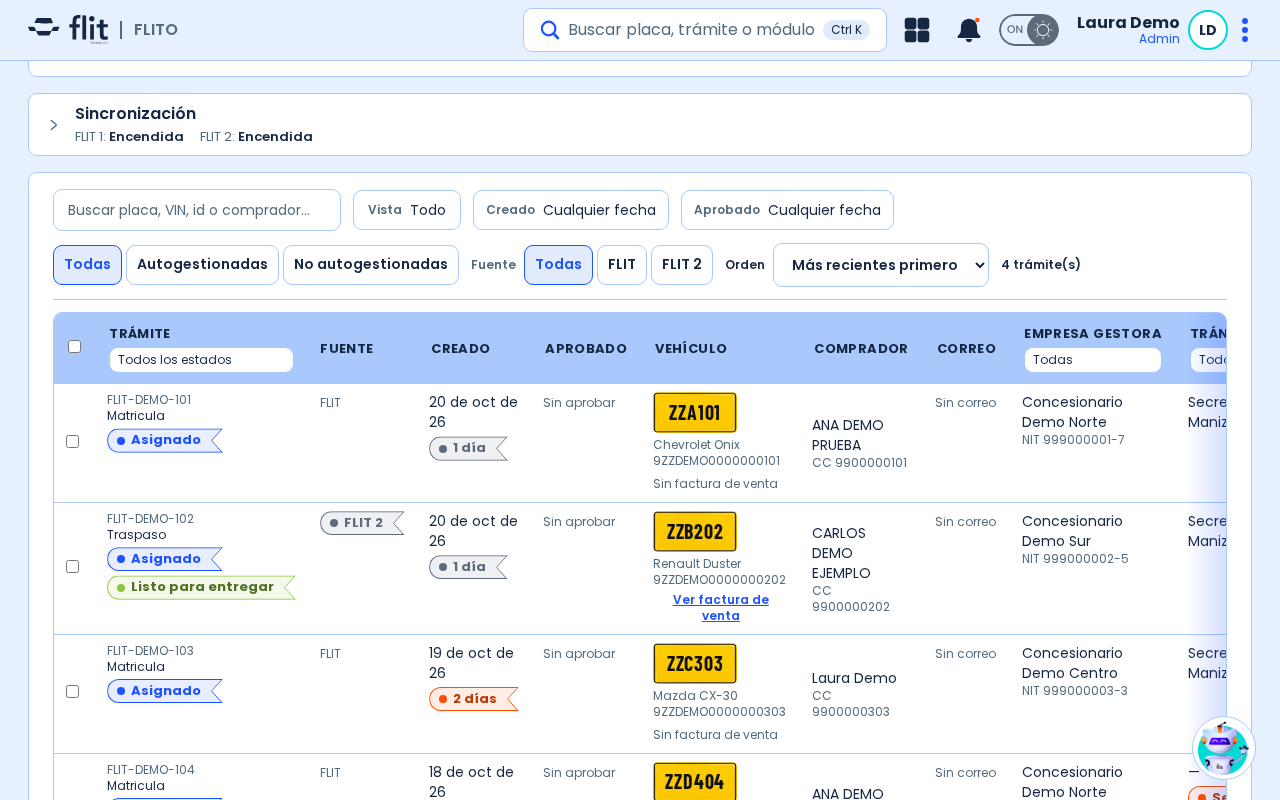 flit | FLITO
Buscar placa, trámite o módulo Ctrl K
ON
Laura Demo
Admin
LD
Sincronización
FLIT 1: Encendida FLIT 2: Encendida
Buscar placa, VIN, id o comprador...
Vista Todo
Creado Cualquier fecha
Aprobado Cualquier fecha
Todas Autogestionadas No autogestionadas Fuente Todas FLIT FLIT 2 Orden Más recientes primero 4 trámite(s)
TRÁMITE
Todos los estados
FUENTE
CREADO
APROBADO
VEHÍCULO
COMPRADOR
CORREO
EMPRESA GESTORA
Todas
FLIT-DEMO-101
Matricula
Asignado
FLIT
20 de oct de
26
1 día
Sin aprobar
ZZA101
Chevrolet Onix
9ZZDEMO0000000101
Sin factura de venta
ANA DEMO
PRUEBA
CC 9900000101
Sin correo
Concesionario
Demo Norte
NIT 999000001-7
FLIT-DEMO-102
Traspaso
Asignado
Listo para entregar
FLIT 2
20 de oct de
26
1 día
Sin aprobar
ZZB202
Renault Duster
9ZZDEMO0000000202
Ver factura de
venta
CARLOS
DEMO
EJEMPLO
CC
9900000202
Sin correo
Concesionario
Demo Sur
NIT 999000002-5
FLIT-DEMO-103
Matricula
Asignado
FLIT
19 de oct de
26
2 días
Sin aprobar
ZZC303
Mazda CX-30
9ZZDEMO0000000303
Sin factura de venta
Laura Demo
CC
9900000303
Sin correo
Concesionario
Demo Centro
NIT 999000003-3
FLIT-DEMO-104
Matricula
FLIT
18 de oct de
26
Sin aprobar
ZZD404
ANA DEMO
Sin correo
Concesionario
Demo Norte
—